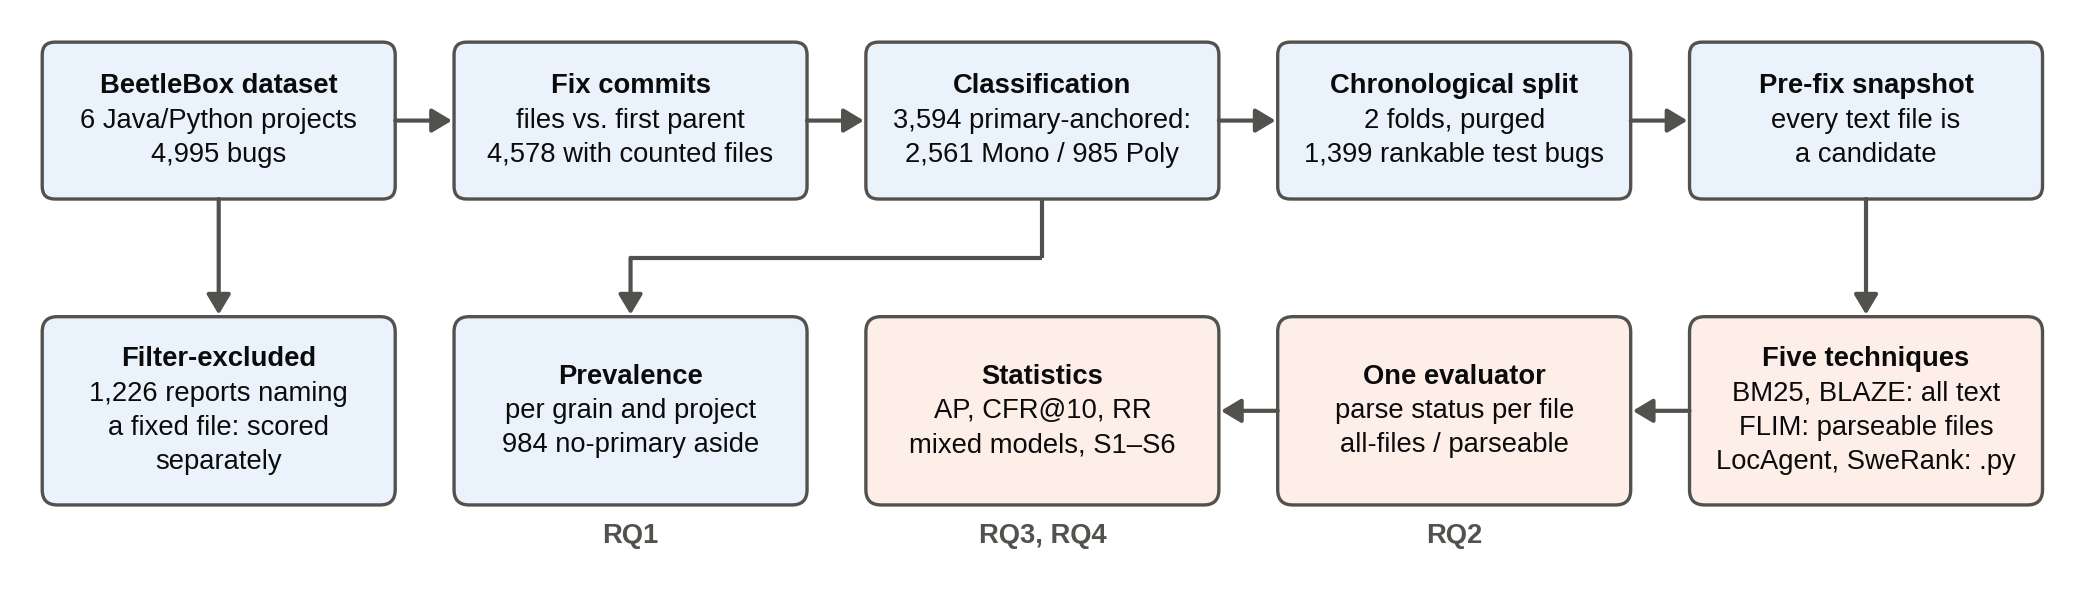 BeetleBox dataset
6 Java/Python projects
4,995 bugs
Fix commits
files vs. first parent
4,578 with counted files
Classification
3,594 primary-anchored:
2,561 Mono / 985 Poly
Chronological split
2 folds, purged
1,399 rankable test bugs
Pre-fix snapshot
every text file is
a candidate
Filter-excluded
1,226 reports naming
a fixed file: scored
separately
Prevalence
per grain and project
984 no-primary aside
Statistics
AP, CFR@10, RR
mixed models, S1–S6
One evaluator
parse status per file
all-files / parseable
Five techniques
BM25, BLAZE: all text
FLIM: parseable files
LocAgent, SweRank: .py
RQ1
RQ3, RQ4
RQ2